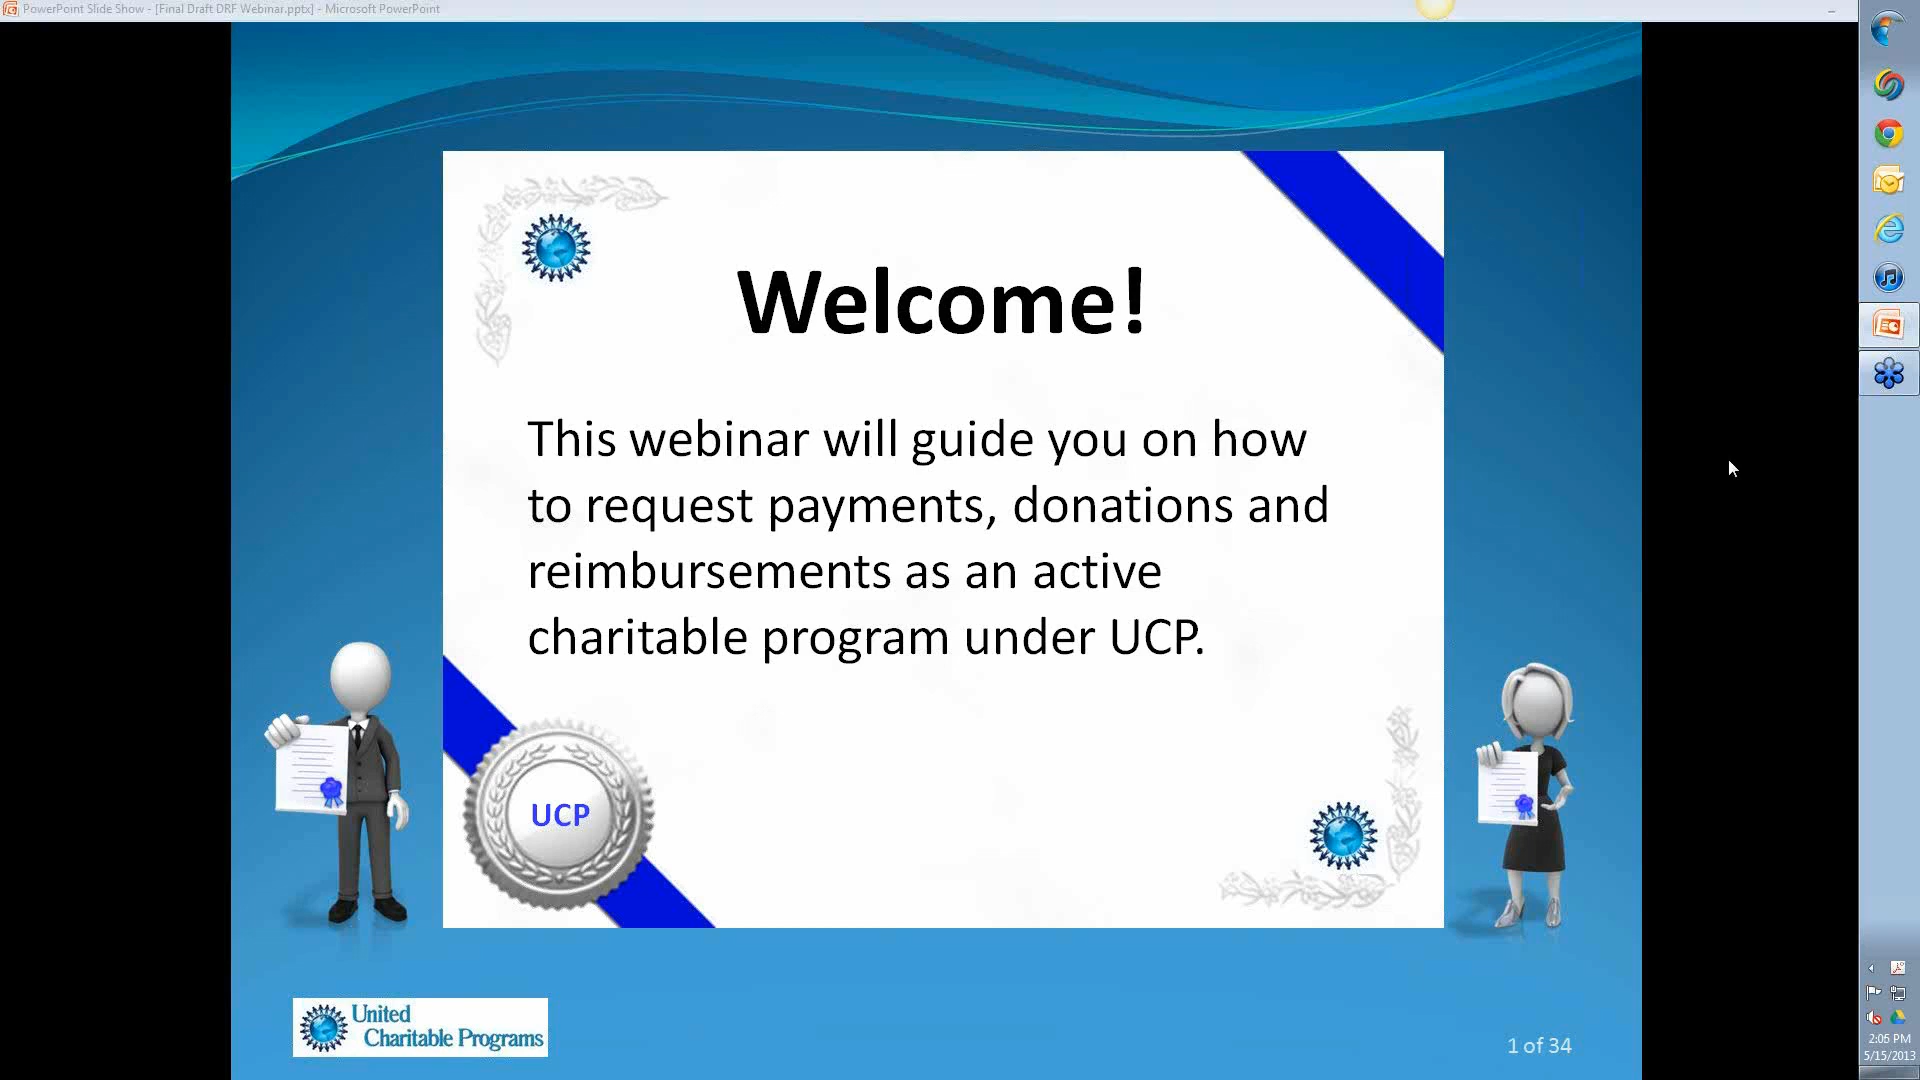 PowerPoint Slide Show - [Final Draft DRF Webinar.pptx] - Microsoft PowerPoint
Welcome!
This webinar will guide you on how
to request payments, donations and
reimbursements as an active
charitable program under UCP.
UCP
United
Charitable Programs
1 of 34
2:05 PM
5/15/2013